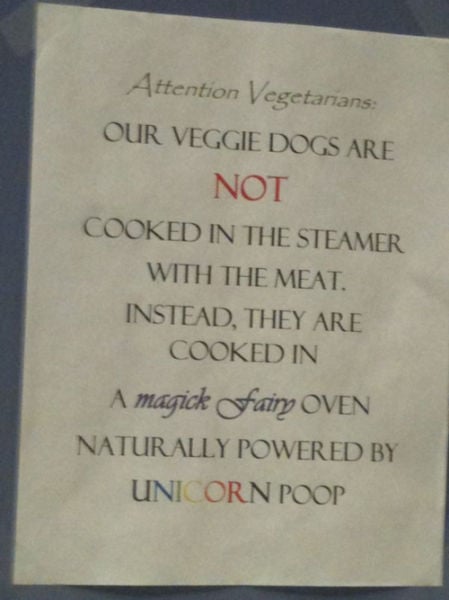 Attention Vegetarians:
OUR VEGGIE DOGS ARE
NOT
COOKED IN THE STEAMER
WITH THE MEAT.
INSTEAD, THEY ARE
COOKED IN
A magick Fairy OVEN
NATURALLY POWERED BY
UNICORN POOP